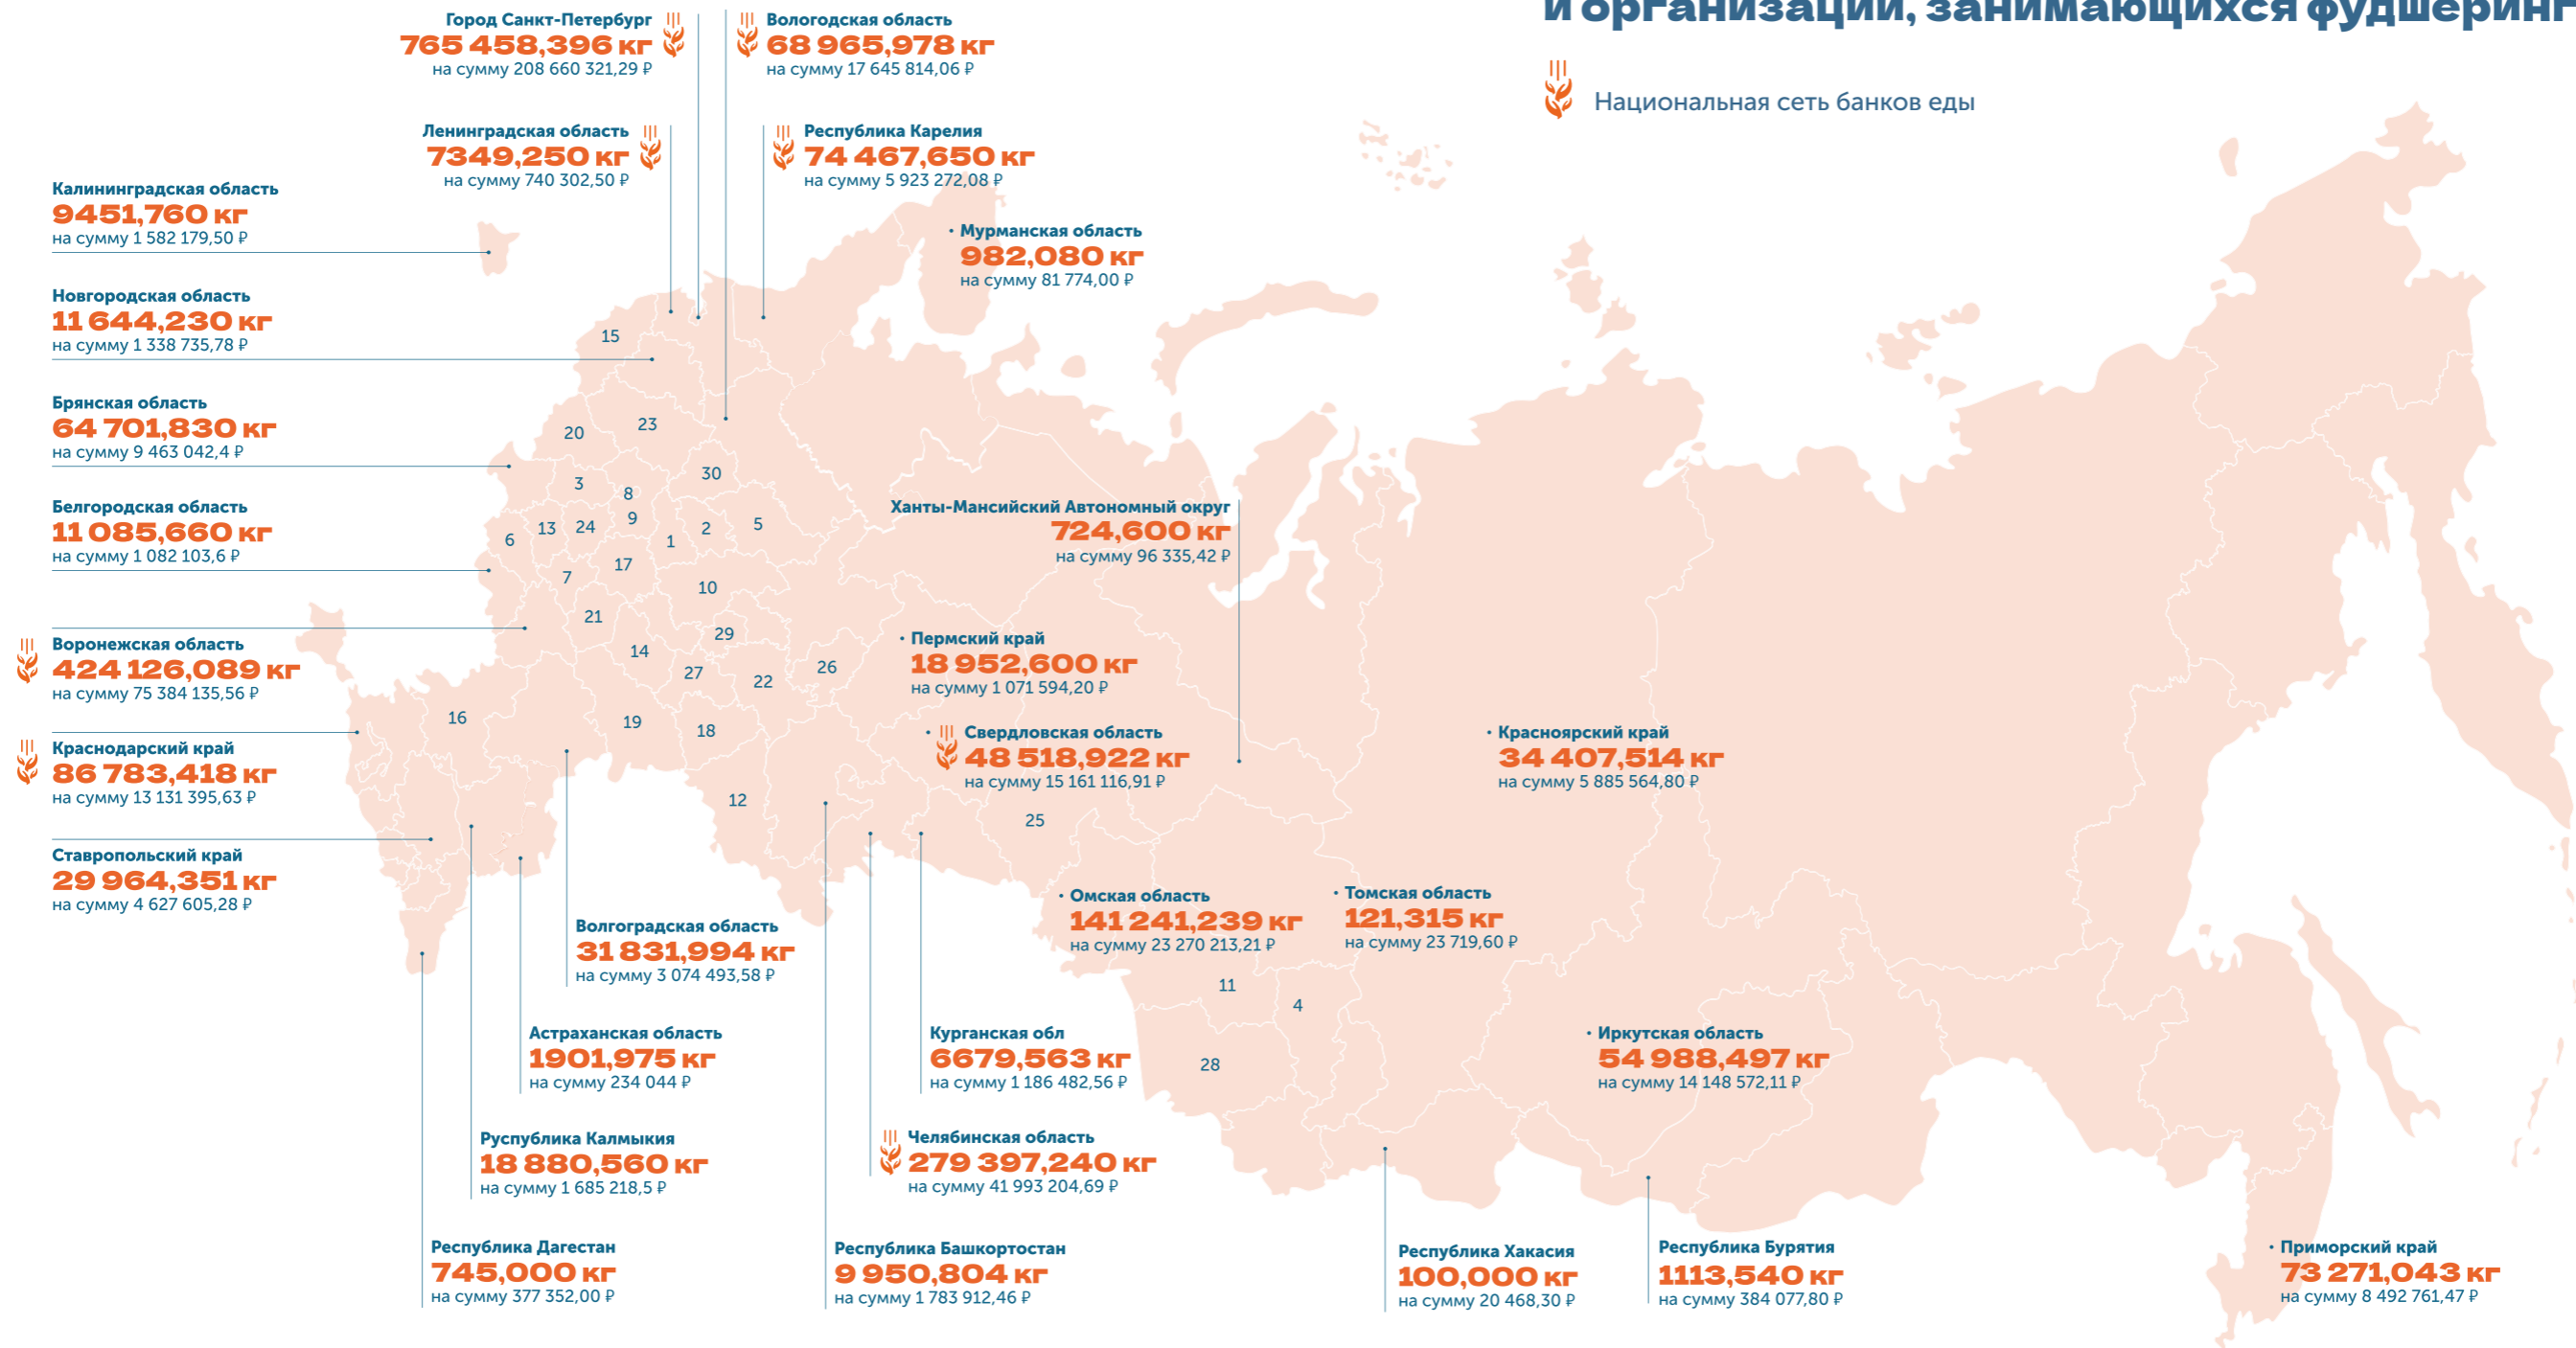 и организаций, занимающихся фудшеринг
Национальная сеть банков еды
Город Санкт-Петербург
765 458,396 кг
на сумму 208 660 321,29 ₽
Вологодская область
68 965,978 кг
на сумму 17 645 814,06 ₽
Ленинградская область
7349,250 кг
на сумму 740 302,50 ₽
Республика Карелия
74 467,650 кг
на сумму 5 923 272,08 ₽
Калининградская область
9451,760 кг
на сумму 1 582 179,50 ₽
• Мурманская область
982,080 кг
на сумму 81 774,00 ₽
Новгородская область
11 644,230 кг
на сумму 1 338 735,78 ₽
Брянская область
64 701,830 кг
на сумму 9 463 042,4 ₽
Белгородская область
11 085,660 кг
на сумму 1 082 103,6 ₽
Воронежская область
424 126,089 кг
на сумму 75 384 135,56 ₽
Краснодарский край
86 783,418 кг
на сумму 13 131 395,63 ₽
Ставропольский край
29 964,351 кг
на сумму 4 627 605,28 ₽
15
23
20
30
3
8
9
13
24
6
1
2
5
17
7
10
21
29
14
27
22
26
16
19
18
12
25
11
4
28
Ханты-Мансийский Автономный округ
724,600 кг
на сумму 96 335,42 ₽
• Пермский край
18 952,600 кг
на сумму 1 071 594,20 ₽
• Свердловская область
48 518,922 кг
на сумму 15 161 116,91 ₽
• Красноярский край
34 407,514 кг
на сумму 5 885 564,80 ₽
• Омская область
141 241,239 кг
на сумму 23 270 213,21 ₽
• Томская область
121,315 кг
на сумму 23 719,60 ₽
Волгоградская область
31 831,994 кг
на сумму 3 074 493,58 ₽
Астраханская область
1901,975 кг
на сумму 234 044 ₽
Курганская обл
6679,563 кг
на сумму 1 186 482,56 ₽
• Иркутская область
54 988,497 кг
на сумму 14 148 572,11 ₽
Руспублика Калмыкия
18 880,560 кг
на сумму 1 685 218,5 ₽
Челябинская область
279 397,240 кг
на сумму 41 993 204,69 ₽
Республика Дагестан
745,000 кг
на сумму 377 352,00 ₽
Республика Башкортостан
9 950,804 кг
на сумму 1 783 912,46 ₽
Республика Хакасия
100,000 кг
на сумму 20 468,30 ₽
Республика Бурятия
1113,540 кг
на сумму 384 077,80 ₽
• Приморский край
73 271,043 кг
на сумму 8 492 761,47 ₽